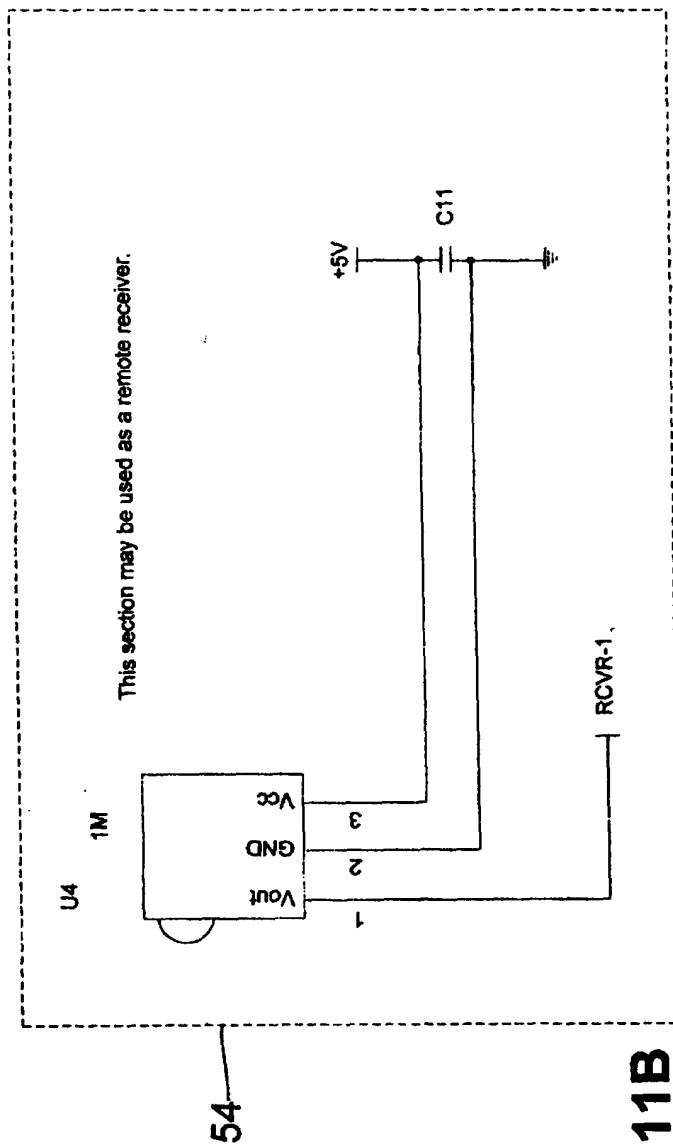 This section may be used as a remote receiver.
U4
1M
Vout
GND
Vcc
1
2
3
+5V
C11
RCVR-1
54
11B